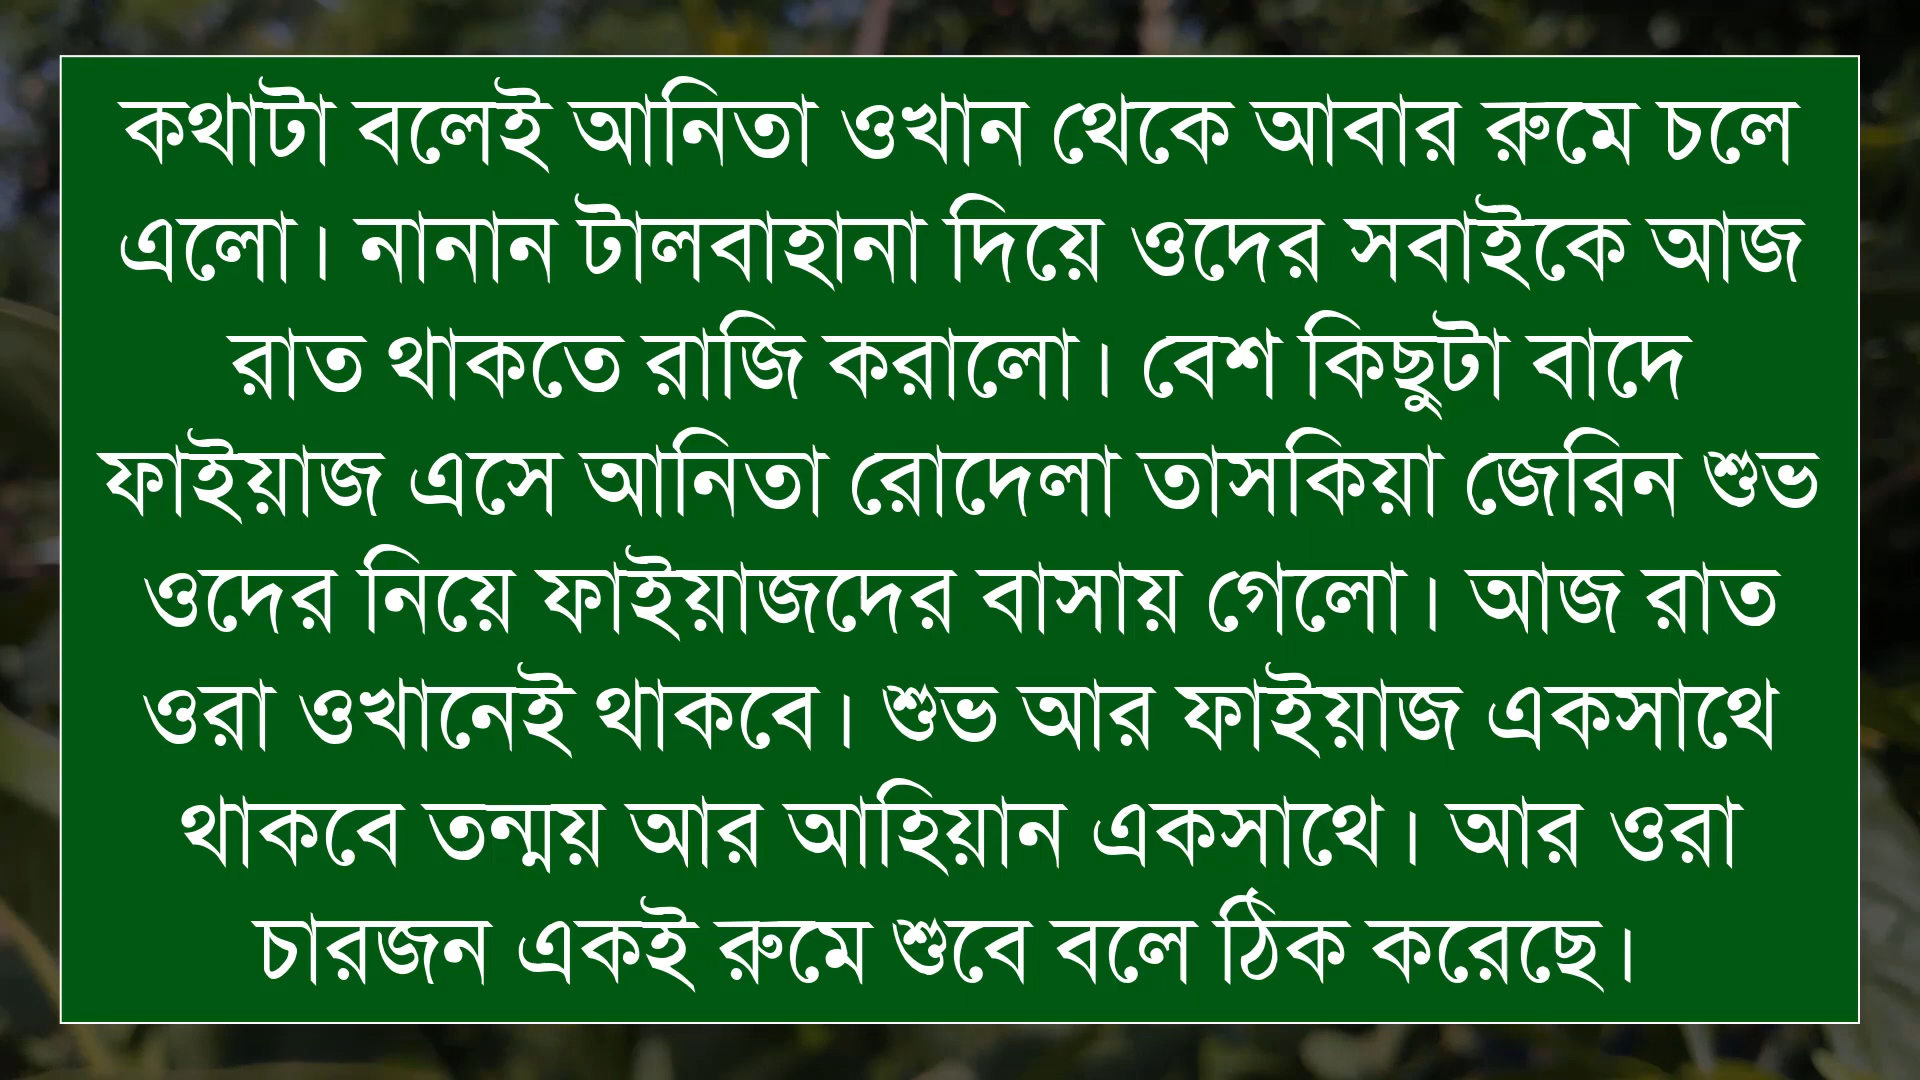 কথাটা বলেই আনিতা ওখান থেকে আবার রুমে চলে
এলো। নানান টালবাহানা দিয়ে ওদের সবাইকে আজ
রাত থাকতে রাজি করালো। বেশ কিছুটা বাদে
ফাইয়াজ এসে আনিতা রোদেলা তাসকিয়া জেরিন শুভ
ওদের নিয়ে ফাইয়াজদের বাসায় গেলো। আজ রাত
ওরা ওখানেই থাকবে। শুভ আর ফাইয়াজ একসাথে
থাকবে তন্ময় আর আহিয়ান একসাথে। আর ওরা
চারজন একই রুমে শুবে বলে ঠিক করেছে।